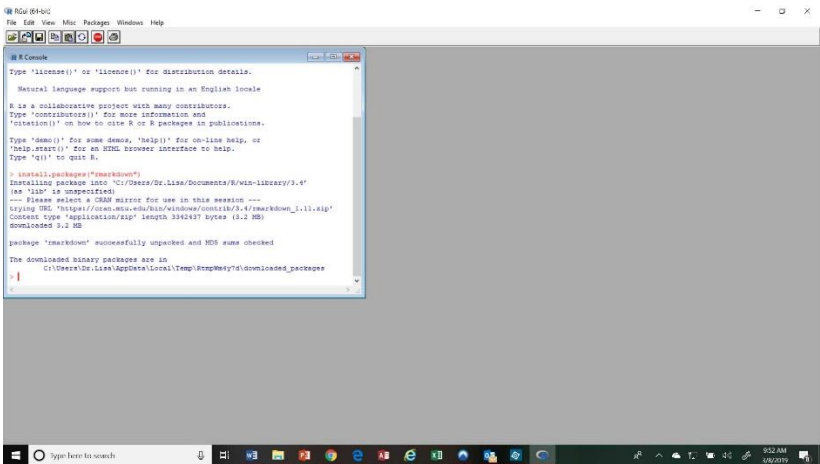 RGui (64-bit)
File Edit View Misc Packages Windows Help
R Console
Type 'license()' or 'licence()' for distribution details.
Natural language support but running in an English locale
R is a collaborative project with many contributors.
Type 'contributors()' for more information and
'citation()' on how to cite R or R packages in publications.
Type 'demo()' for some demos, 'help()' for on-line help, or
'help.start()' for an HTML browser interface to help.
Type 'q()' to quit R.
> install.packages("rmarkdown")
Installing package into 'C:/Users/Dr.Lisa/Documents/R/win-library/3.4'
(as 'lib' is unspecified)
--- Please select a CRAN mirror for use in this session ---
trying URL 'https://cran.mtu.edu/bin/windows/contrib/3.4/rmarkdown_1.11.zip'
Content type 'application/zip' length 3342437 bytes (3.2 MB)
downloaded 3.2 MB
package 'rmarkdown' successfully unpacked and MD5 sums checked
The downloaded binary packages are in
C:\Users\Dr.Lisa\AppData\Local\Temp\RtmpWm4y7d\downloaded_packages
>
Type here to search
9:52 AM
3/8/2019